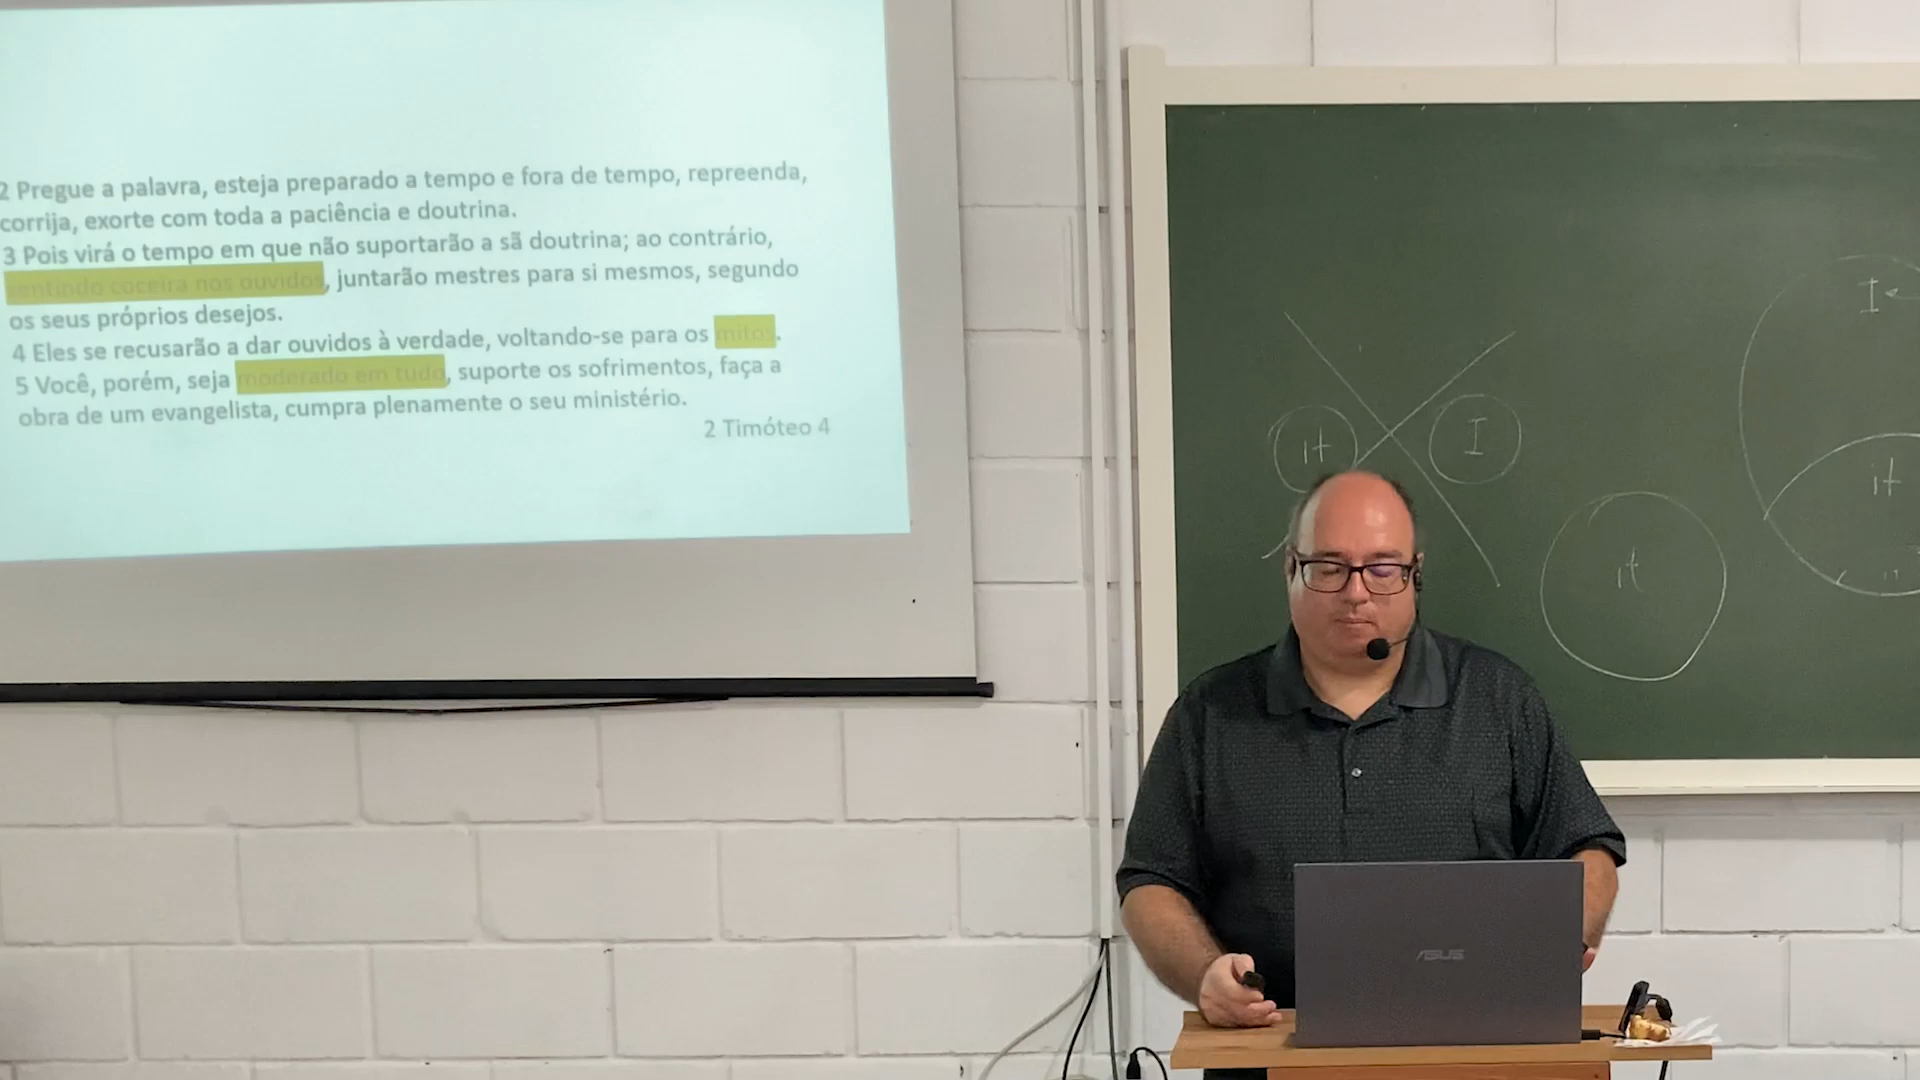 2 Pregue a palavra, esteja preparado a tempo e fora de tempo, repreenda,
corrija, exorte com toda a paciência e doutrina.
3 Pois virá o tempo em que não suportarão a sã doutrina; ao contrário,
sentindo coceira nos ouvidos, juntarão mestres para si mesmos, segundo
os seus próprios desejos.
4 Eles se recusarão a dar ouvidos à verdade, voltando-se para os mitos.
5 Você, porém, seja moderado em tudo, suporte os sofrimentos, faça a
obra de um evangelista, cumpra plenamente o seu ministério.
2 Timóteo 4
I
it
I
it
it
ASUS